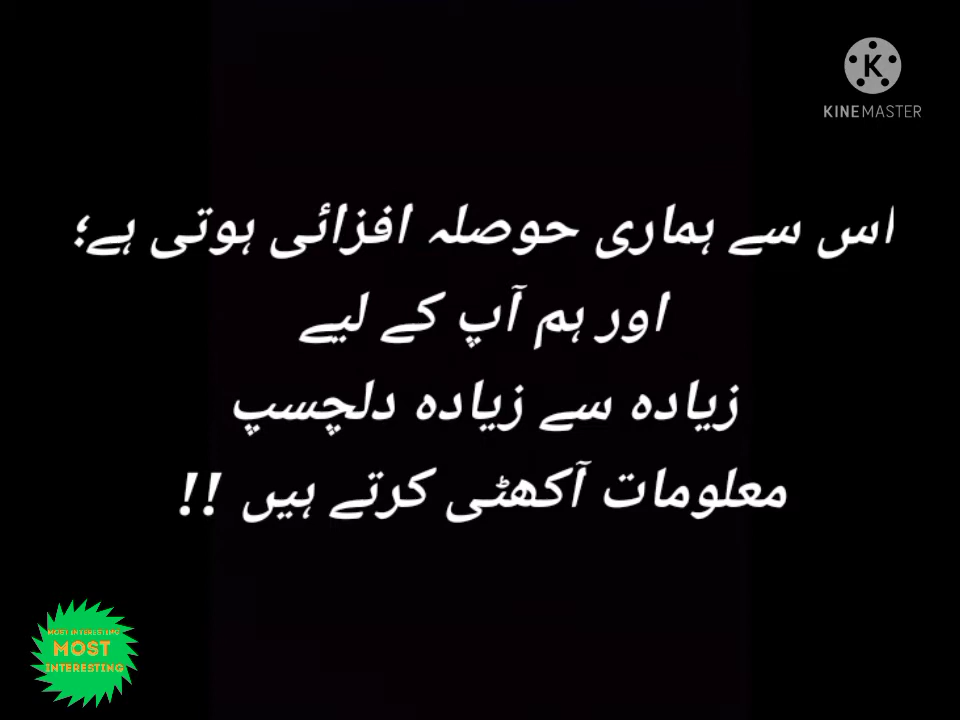 K
KINEMASTER
اس سے ہماری حوصلہ افزائی ہوتی ہے؛
اور ہم آپ کے لیے
زیادہ سے زیادہ دلچسپ
معلومات آکھٹی کرتے ہیں !!
MOST INTERESTING
MOST
INTERESTING